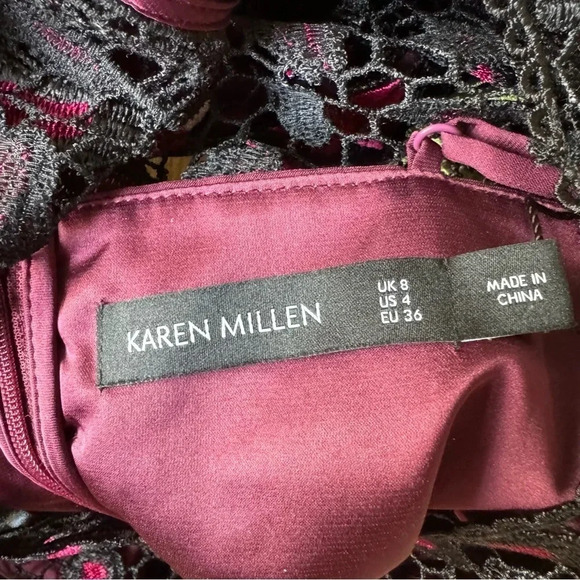 KAREN MILLEN
UK 8
US 4
EU 36
MADE IN
CHINA